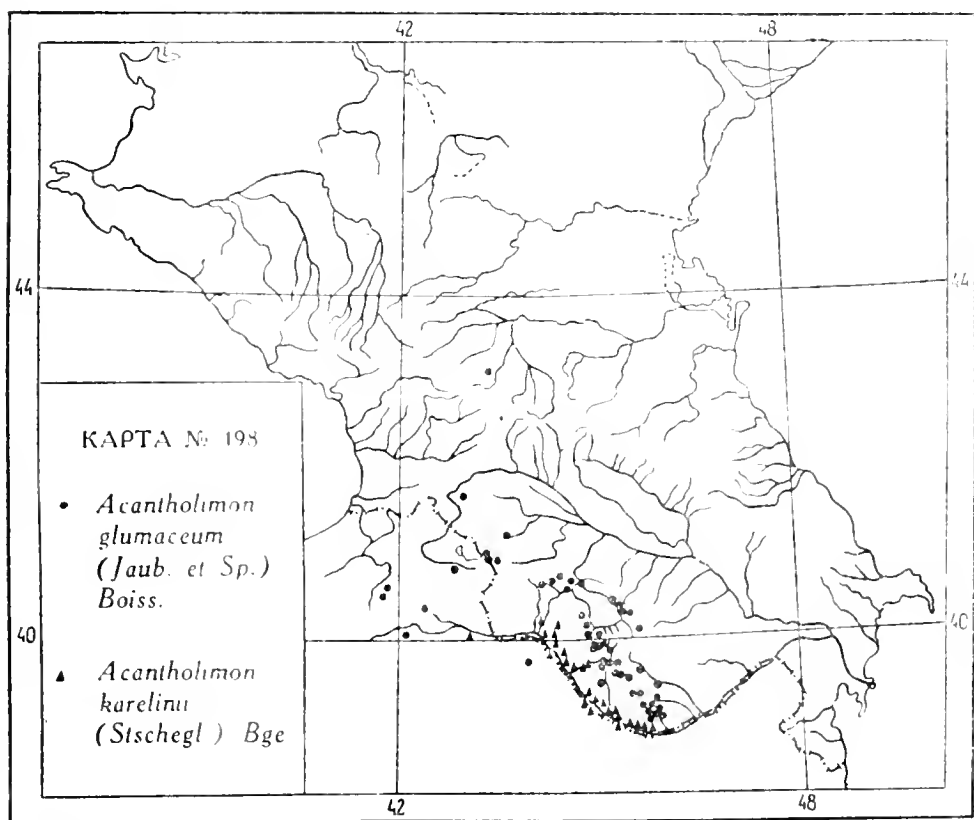 42
48
44
44
КАРТА № 198
Acantholimon
glumaceum
(Jaub. et Sp.)
Boiss.
40
40
Acantholimon
karelinii
(Stschegl.) Bge
42
48